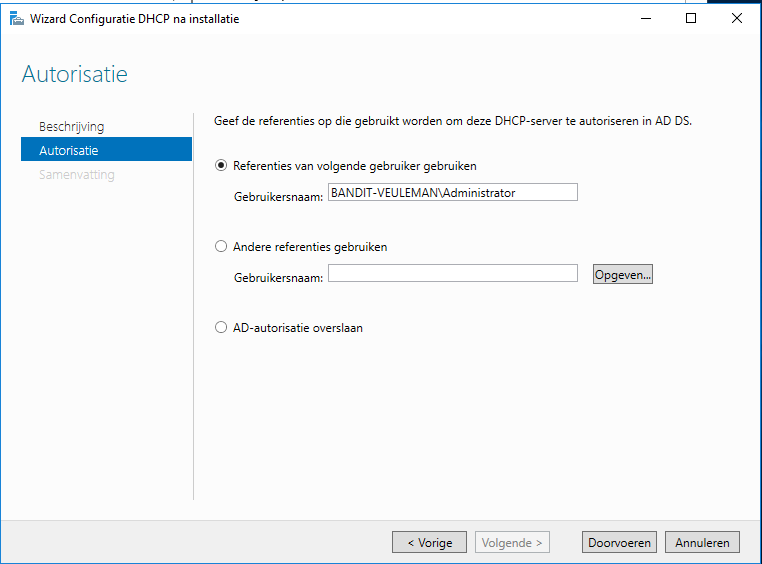 Wizard Configuratie DHCP na installatie
Autorisatie
Beschrijving
Autorisatie
Samenvatting
Geef de referenties op die gebruikt worden om deze DHCP-server te autoriseren in AD DS.
Referenties van volgende gebruiker gebruiken
Gebruikersnaam: BANDIT-VEULEMAN\Administrator
Andere referenties gebruiken
Gebruikersnaam: Opgeven...
AD-autorisatie overslaan
< Vorige Volgende > Doorvoeren Annuleren